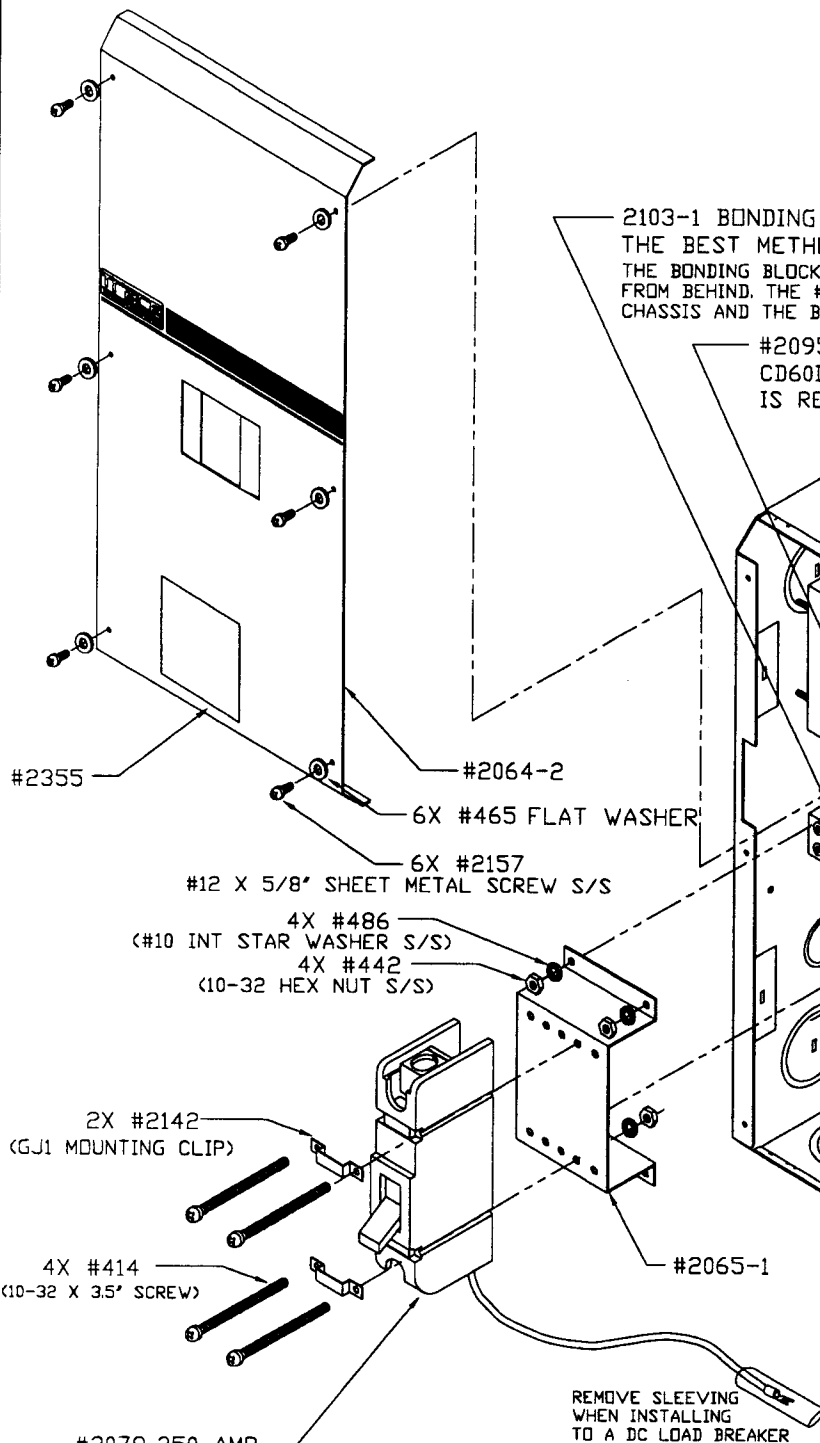 2103-1 BONDING
THE BEST
THE BONDING BLOCK
FROM BEHIND. THE #
CHASSIS AND THE B
#2095
CD60
IS RE
#2355
#2064-2
6X #465 FLAT WASHER
6X #2157
#12 X 5/8" SHEET METAL SCREW S/S
4X #486
(#10 INT STAR WASHER S/S)
4X #442
(10-32 HEX NUT S/S)
2X #2142
(GJ1 MOUNTING CLIP)
4X #414
(10-32 X 3.5" SCREW)
#2065-1
REMOVE SLEEVING
WHEN INSTALLING
TO A DC LOAD BREAKER
250 AMP